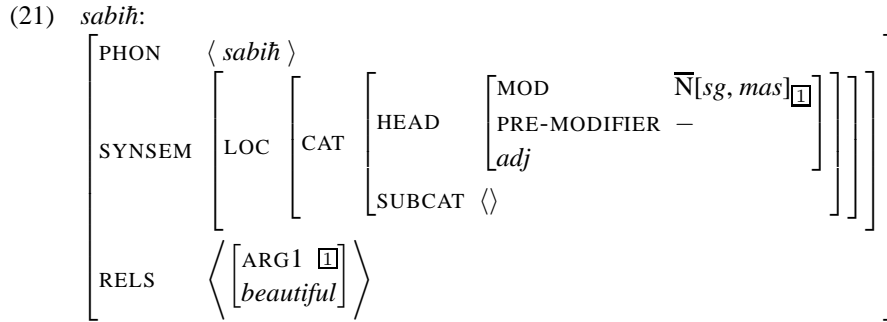 (21) sabiħ:
PHON ⟨ sabiħ ⟩
MOD N̅[sg, mas]1
HEAD PRE-MODIFIER −
SYNSEM LOC CAT adj
SUBCAT ⟨⟩
ARG1 1
RELS beautiful